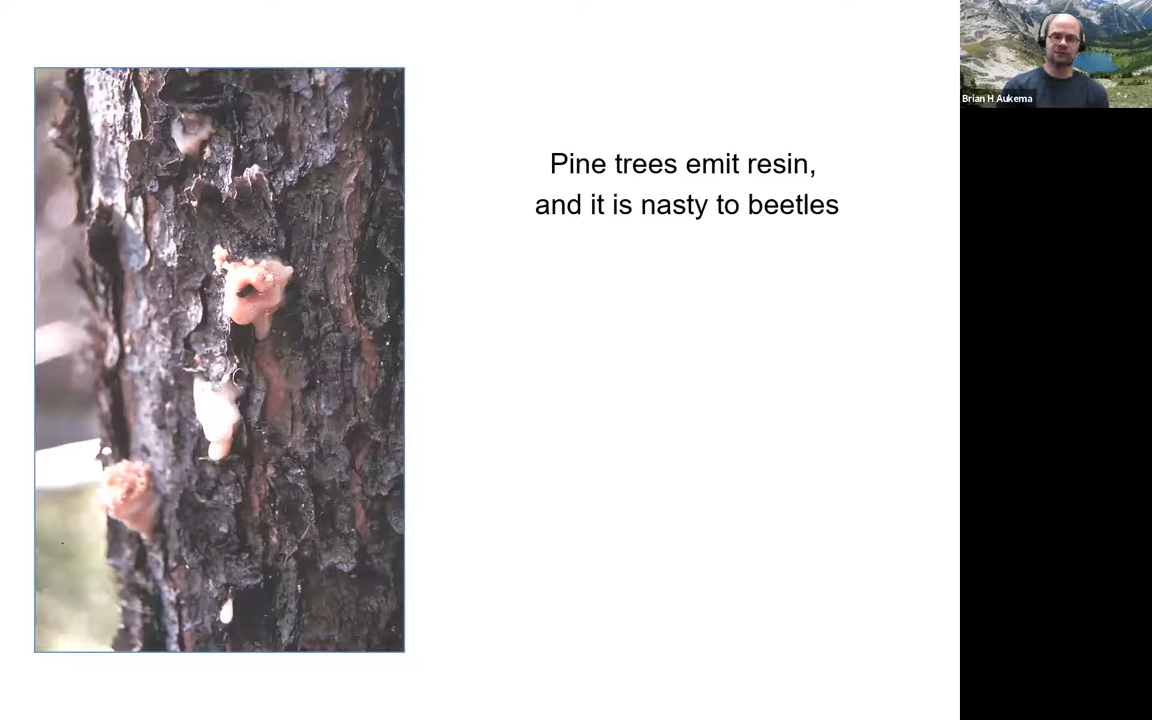 Pine trees emit resin,
and it is nasty to beetles
Brian H Aukema